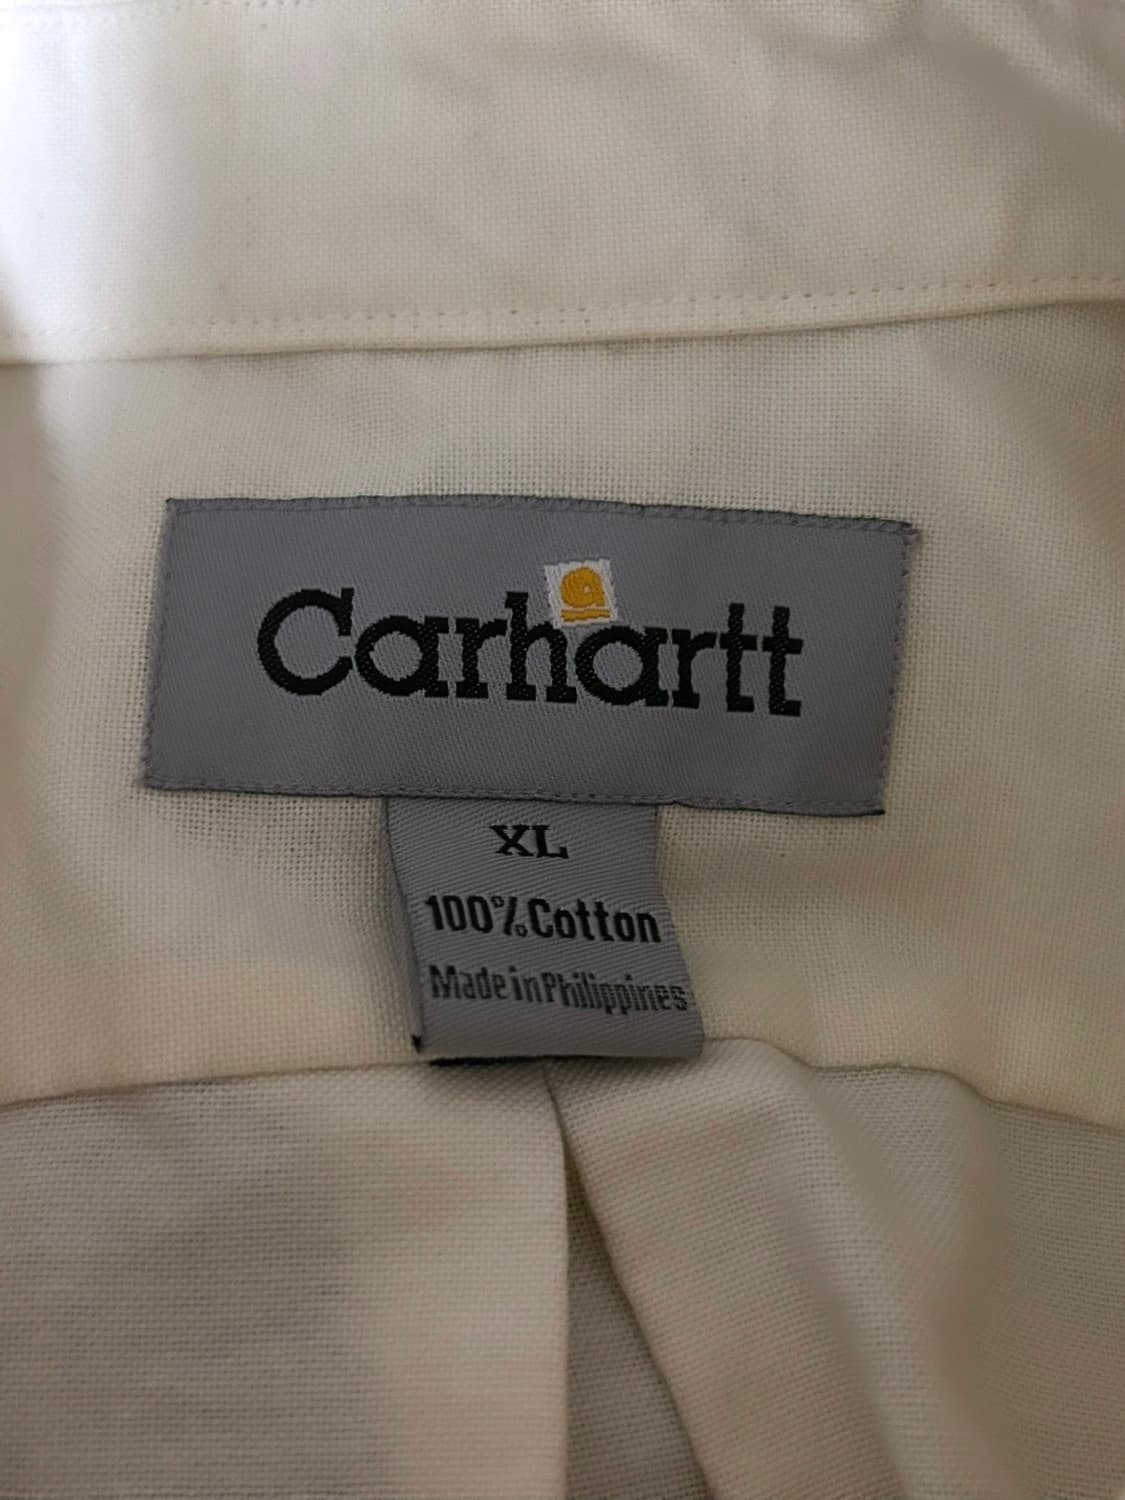 Carhartt
XL
100% Cotton
Made in Philippines